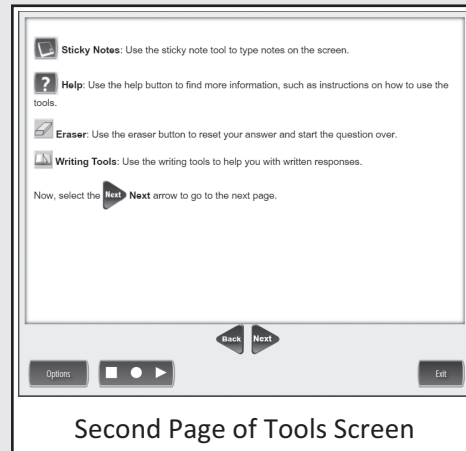 Sticky Notes: Use the sticky note tool to type notes on the screen.
? Help: Use the help button to find more information, such as instructions on how to use the
tools.
Eraser: Use the eraser button to reset your answer and start the question over.
Writing Tools: Use the writing tools to help you with written responses.
Now, select the Next Next arrow to go to the next page.
Back Next
Options Exit
Second Page of Tools Screen